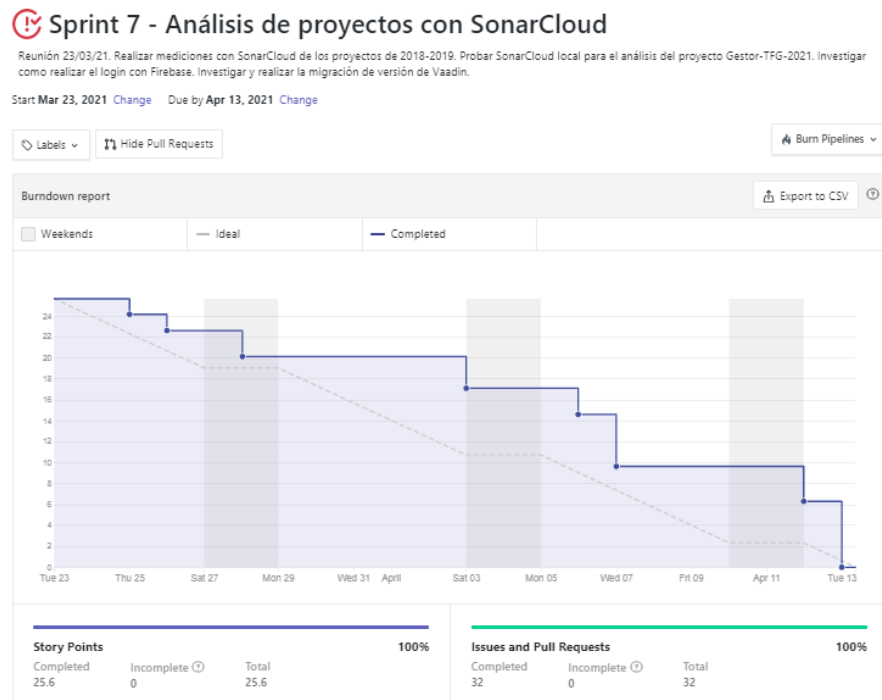 Sprint 7 - Análisis de proyectos con SonarCloud
Reunión 23/03/21. Realizar mediciones con SonarCloud de los proyectos de 2018-2019. Probar SonarCloud local para el análisis del proyecto Gestor-TFG-2021. Investigar
como realizar el login con Firebase. Investigar y realizar la migración de versión de Vaadin.
Start Mar 23, 2021 Change Due by Apr 13, 2021 Change
Labels Hide Pull Requests Burn Pipelines
Burndown report Export to CSV
Weekends Ideal Completed
24
22
20
18
16
14
12
10
8
6
4
2
0
Tue 23 Thu 25 Sat 27 Mon 29 Wed 31 April Sat 03 Mon 05 Wed 07 Fri 09 Apr 11 Tue 13
Story Points 100% Issues and Pull Requests 100%
Completed Incomplete Total Completed Incomplete Total
25.6 0 25.6 32 0 32